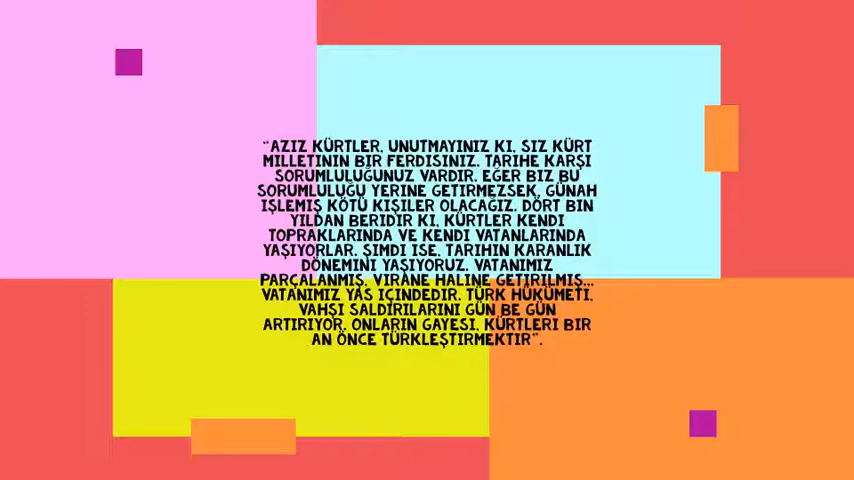 "AZIZ KÜRTLER, UNUTMAYINIZ KI, SIZ KÜRT
MILLETININ BIR FERDISINIZ. TARIHE KARŞI
SORUMLULUĞUNUZ VARDIR. EĞER BIZ BU
SORUMLULUĞU YERINE GETIRMEZSEK, GÜNAH
IŞLEMIŞ KÖTÜ KIŞILER OLACAĞIZ. DÖRT BIN
YILDAN BERIDIR KI, KÜRTLER KENDI
TOPRAKLARINDA VE KENDI VATANLARINDA
YAŞIYORLAR. ŞIMDI ISE, TARIHIN KARANLIK
DÖNEMINI YAŞIYORUZ. VATANIMIZ
PARÇALANMIŞ, VIRANE HALINE GETIRILMIŞ...
VATANIMIZ YAS IÇINDEDIR. TÜRK HÜKÜMETI,
VAHŞI SALDIRILARINI GÜN BE GÜN
ARTIRIYOR. ONLARIN GAYESI, KÜRTLERI BIR
AN ÖNCE TÜRKLEŞTIRMEKTIR".